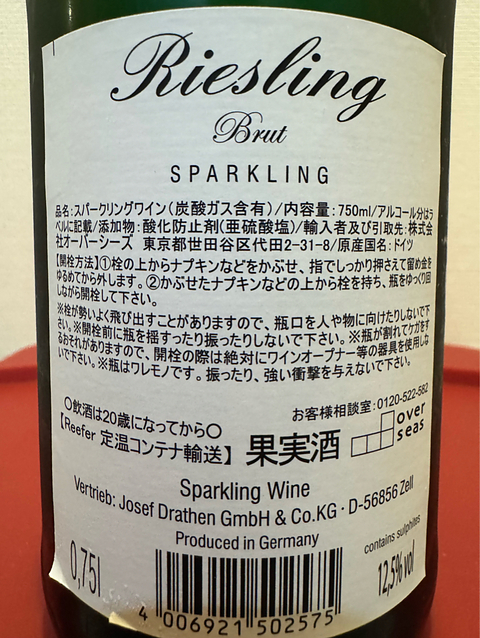 Riesling
Brut
SPARKLING
品名:スパークリングワイン(炭酸ガス含有)/内容量:750ml/アルコール分はラ
ベルに記載/添加物:酸化防止剤(亜硫酸塩)/輸入者及び引取先:株式会
社オーバーシーズ 東京都世田谷区代田2-31-8/原産国名:ドイツ
【開栓方法】①栓の上からナプキンなどをかぶせ、指でしっかり押さえて留め金を
ゆるめてから外します。②かぶせたナプキンなどの上から栓を持ち、瓶をゆっくり回
しながら開栓して下さい。
※栓が勢いよく飛び出すことがありますので、瓶口を人や物に向けたりしないで下
さい。※開栓前に瓶を揺すったり振ったりしないで下さい。※瓶が割れてケガをす
るおそれがありますので、開栓の際は絶対にワインオープナー等の器具を使用しな
いで下さい。※瓶はワレモノです。振ったり、強い衝撃を与えないで下さい。
〇飲酒は20歳になってから〇
お客様相談室:0120-522-582
【Reefer 定温コンテナ輸送】 果実酒
over
seas
Sparkling Wine
Vertrieb: Josef Drathen GmbH & Co.KG · D-56856 Zell
Produced in Germany
contains sulphites
0,75l
12,5% vol
4 006921 502575